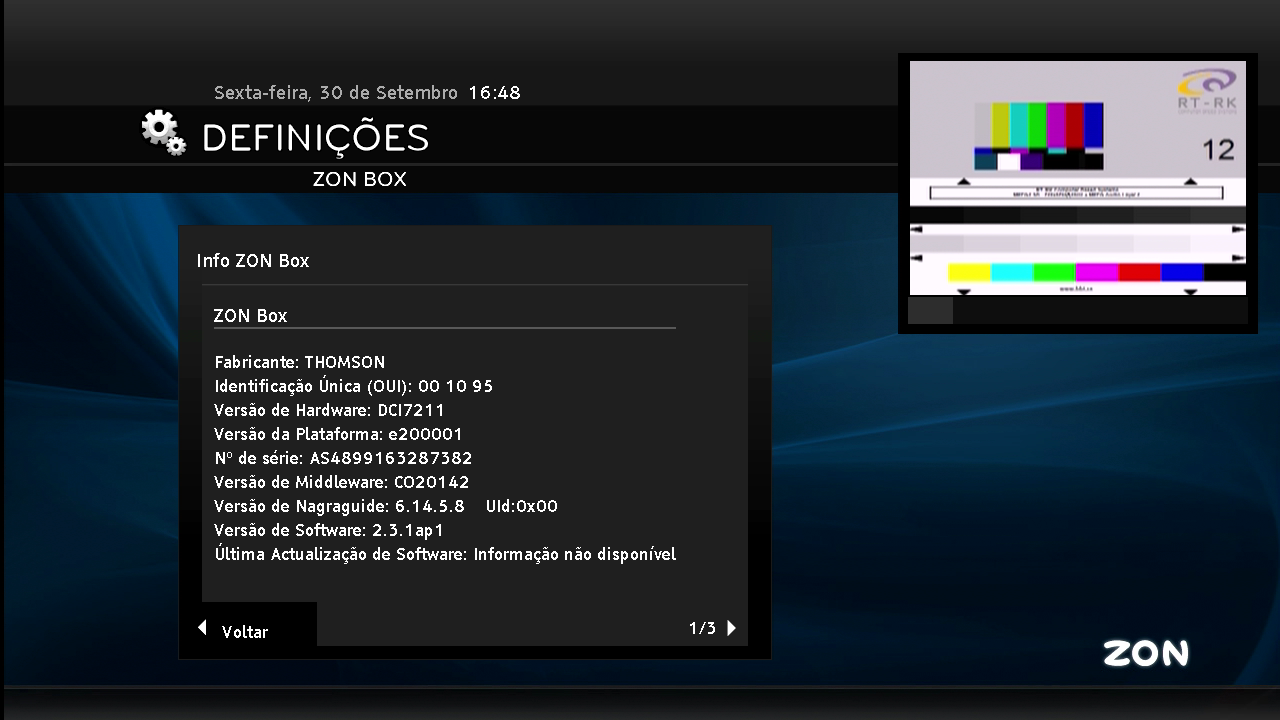 Sexta-feira, 30 de Setembro 16:48
DEFINIÇÕES
ZON BOX
RT-RK
12
Info ZON Box
ZON Box
Fabricante: THOMSON
Identificação Única (OUI): 00 10 95
Versão de Hardware: DCI7211
Versão da Plataforma: e200001
Nº de série: AS4899163287382
Versão de Middleware: CO20142
Versão de Nagraguide: 6.14.5.8 UId:0x00
Versão de Software: 2.3.1ap1
Última Actualização de Software: Informação não disponível
Voltar
1/3
ZON